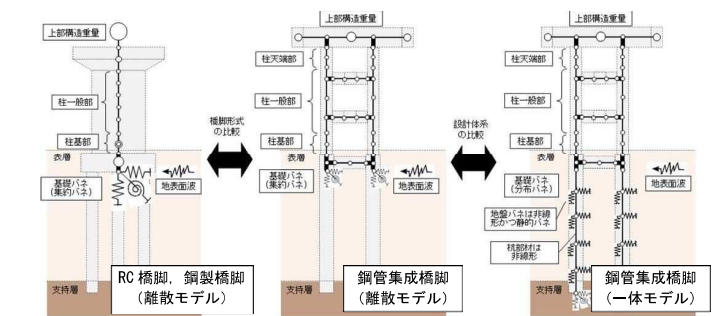 上部構造重量
柱天端部
柱一般部
柱基部
表層
基礎バネ
(集約バネ)
地表面波
支持層
RC 橋脚，鋼製橋脚
（離散モデル）
橋脚形式
の比較
上部構造重量
柱天端部
柱一般部
柱基部
表層
基礎バネ
(集約バネ)
地表面波
支持層
鋼管集成橋脚
（離散モデル）
設計体系
の比較
上部構造重量
柱天端部
柱一般部
柱基部
表層
基礎バネ
(分布バネ)
地表面波
地盤バネは非線
形かつ静的バネ
杭部材は
非線形
支持層
鋼管集成橋脚
（一体モデル）